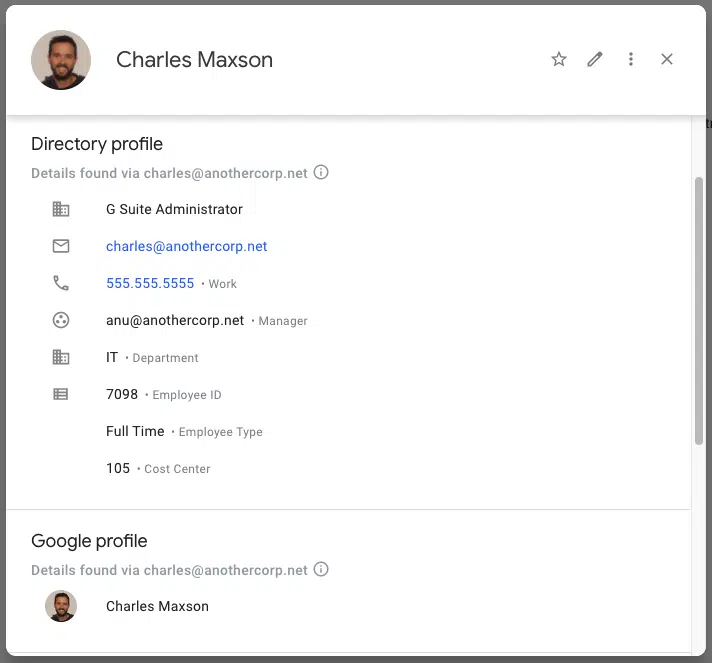 Charles Maxson
Directory profile
Details found via charles@anothercorp.net
G Suite Administrator
charles@anothercorp.net
555.555.5555 • Work
anu@anothercorp.net • Manager
IT • Department
7098 • Employee ID
Full Time • Employee Type
105 • Cost Center
Google profile
Details found via charles@anothercorp.net
Charles Maxson